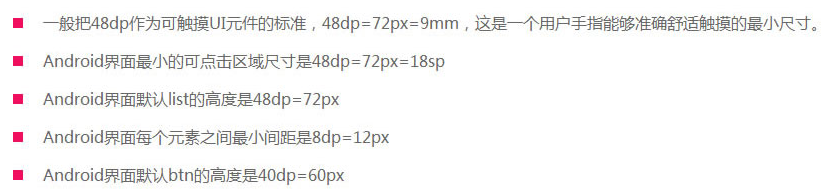 一般把48dp作为可触摸UI元件的标准，48dp=72px=9mm，这是一个用户手指能够准确舒适触摸的最小尺寸。
Android界面最小的可点击区域尺寸是48dp=72px=18sp
Android界面默认list的高度是48dp=72px
Android界面每个元素之间最小间距是8dp=12px
Android界面默认btn的高度是40dp=60px